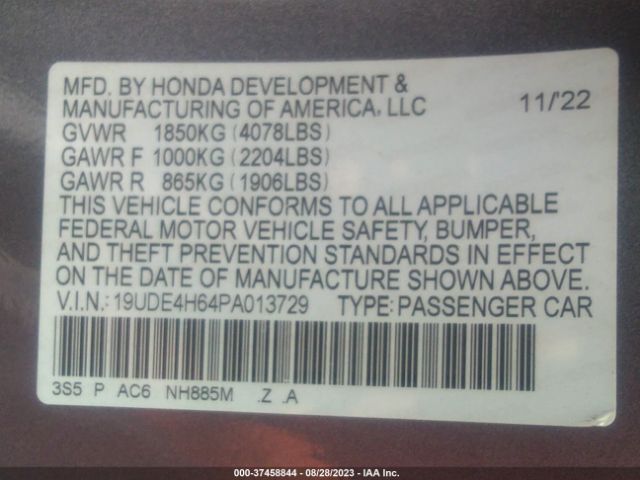 MFD. BY HONDA DEVELOPMENT &
MANUFACTURING OF AMERICA, LLC 11/'22
GVWR 1850KG (4078LBS)
GAWR F 1000KG (2204LBS)
GAWR R 865KG (1906LBS)
THIS VEHICLE CONFORMS TO ALL APPLICABLE
FEDERAL MOTOR VEHICLE SAFETY, BUMPER,
AND THEFT PREVENTION STANDARDS IN EFFECT
ON THE DATE OF MANUFACTURE SHOWN ABOVE.
V.I.N.: 19UDE4H64PA013729 TYPE: PASSENGER CAR
3S5 P AC6 NH885M .Z .A
000-37458844 / 08/28/2023 - IAA Inc.